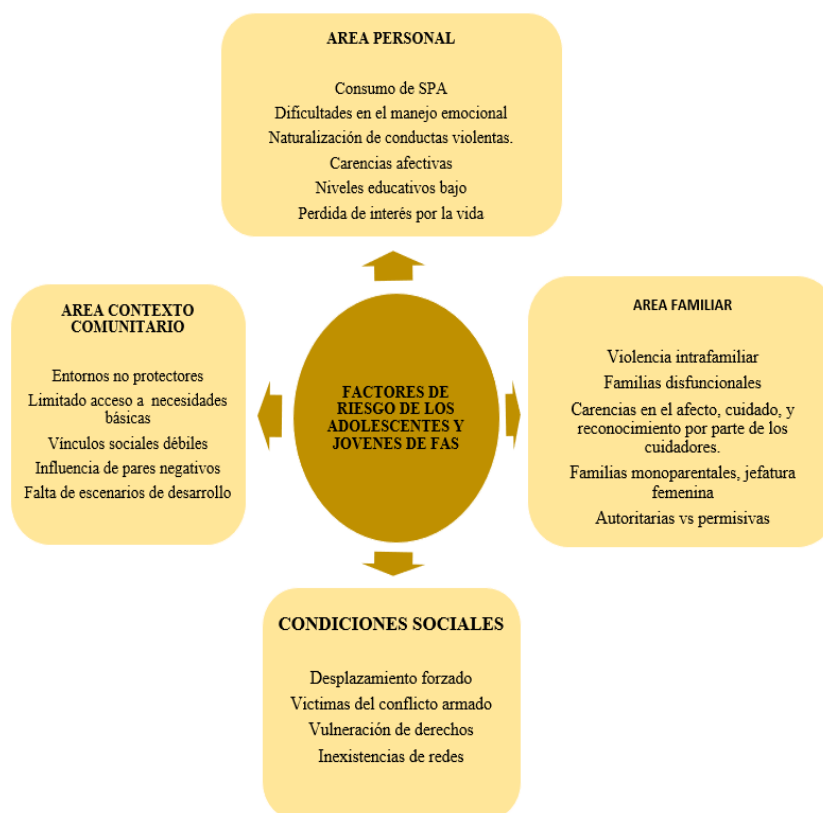 AREA PERSONAL
Consumo de SPA
Dificultades en el manejo emocional
Naturalización de conductas violentas.
Carencias afectivas
Niveles educativos bajo
Perdida de interés por la vida
AREA CONTEXTO
COMUNITARIO
Entornos no protectores
Limitado acceso a necesidades
básicas
Vínculos sociales débiles
Influencia de pares negativos
Falta de escenarios de desarrollo
FACTORES DE
RIESGO DE LOS
ADOLESCENTES Y
JOVENES DE FAS
AREA FAMILIAR
Violencia intrafamiliar
Familias disfuncionales
Carencias en el afecto, cuidado, y
reconocimiento por parte de los
cuidadores.
Familias monoparentales, jefatura
femenina
Autoritarias vs permisivas
CONDICIONES SOCIALES
Desplazamiento forzado
Victimas del conflicto armado
Vulneración de derechos
Inexistencias de redes